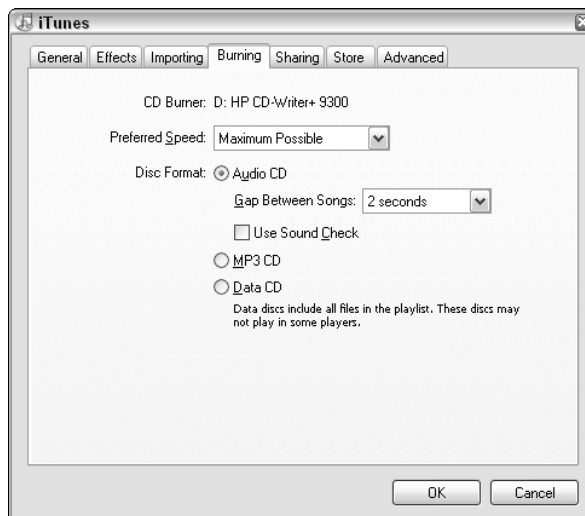 iTunes
General Effects Importing Burning Sharing Store Advanced
CD Burner: D: HP CD-Writer+ 9300
Preferred Speed: Maximum Possible
Disc Format: Audio CD
Gap Between Songs: 2 seconds
Use Sound Check
MP3 CD
Data CD
Data discs include all files in the playlist. These discs may
not play in some players.
OK Cancel